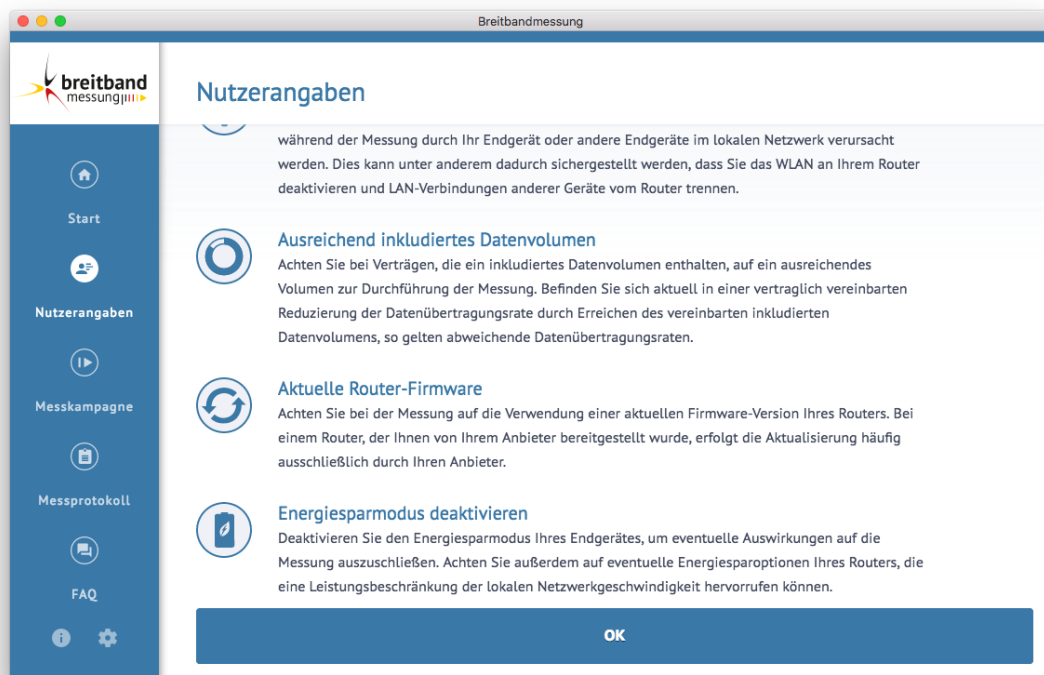 Breitbandmessung
breitband
messung
Nutzerangaben
während der Messung durch Ihr Endgerät oder andere Endgeräte im lokalen Netzwerk verursacht
werden. Dies kann unter anderem dadurch sichergestellt werden, dass Sie das WLAN an Ihrem Router
deaktivieren und LAN-Verbindungen anderer Geräte vom Router trennen.
Start
Nutzerangaben
Messkampagne
Messprotokoll
FAQ
Ausreichend inkludiertes Datenvolumen
Achten Sie bei Verträgen, die ein inkludiertes Datenvolumen enthalten, auf ein ausreichendes
Volumen zur Durchführung der Messung. Befinden Sie sich aktuell in einer vertraglich vereinbarten
Reduzierung der Datenübertragungsrate durch Erreichen des vereinbarten inkludierten
Datenvolumens, so gelten abweichende Datenübertragungsraten.
Aktuelle Router-Firmware
Achten Sie bei der Messung auf die Verwendung einer aktuellen Firmware-Version Ihres Routers. Bei
einem Router, der Ihnen von Ihrem Anbieter bereitgestellt wurde, erfolgt die Aktualisierung häufig
ausschließlich durch Ihren Anbieter.
Energiesparmodus deaktivieren
Deaktivieren Sie den Energiesparmodus Ihres Endgerätes, um eventuelle Auswirkungen auf die
Messung auszuschließen. Achten Sie außerdem auf eventuelle Energiesparoptionen Ihres Routers, die
eine Leistungsbeschränkung der lokalen Netzwerkgeschwindigkeit hervorrufen können.
OK